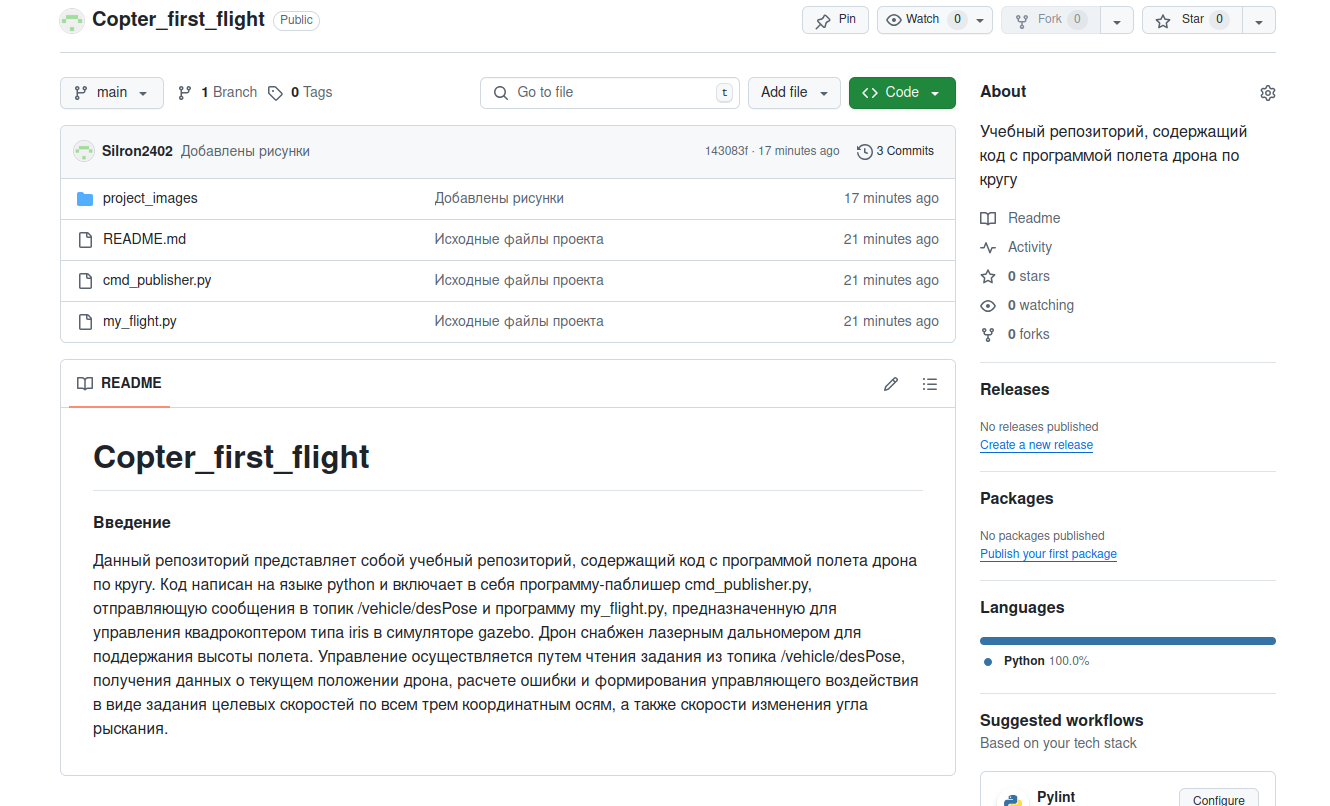 Copter_first_flight Public
Pin
Watch 0
Fork 0
Star 0
main
1 Branch
0 Tags
Go to file t
Add file
Code
Silron2402 Добавлены рисунки 143083f · 17 minutes ago 3 Commits
project_images Добавлены рисунки 17 minutes ago
README.md Исходные файлы проекта 21 minutes ago
cmd_publisher.py Исходные файлы проекта 21 minutes ago
my_flight.py Исходные файлы проекта 21 minutes ago
README
Copter_first_flight
Введение
Данный репозиторий представляет собой учебный репозиторий, содержащий код с программой полета дрона
по кругу. Код написан на языке python и включает в себя программу-паблишер cmd_publisher.py,
отправляющую сообщения в топик /vehicle/desPose и программу my_flight.py, предназначенную для
управления квадрокоптером типа iris в симуляторе gazebo. Дрон снабжен лазерным дальномером для
поддержания высоты полета. Управление осуществляется путем чтения задания из топика /vehicle/desPose,
получения данных о текущем положении дрона, расчете ошибки и формирования управляющего воздействия
в виде задания целевых скоростей по всем трем координатным осям, а также скорости изменения угла
рыскания.
About
Учебный репозиторий, содержащий
код с программой полета дрона по
кругу
Readme
Activity
0 stars
0 watching
0 forks
Releases
No releases published
Create a new release
Packages
No packages published
Publish your first package
Languages
Python 100.0%
Suggested workflows
Based on your tech stack
Pylint
Configure